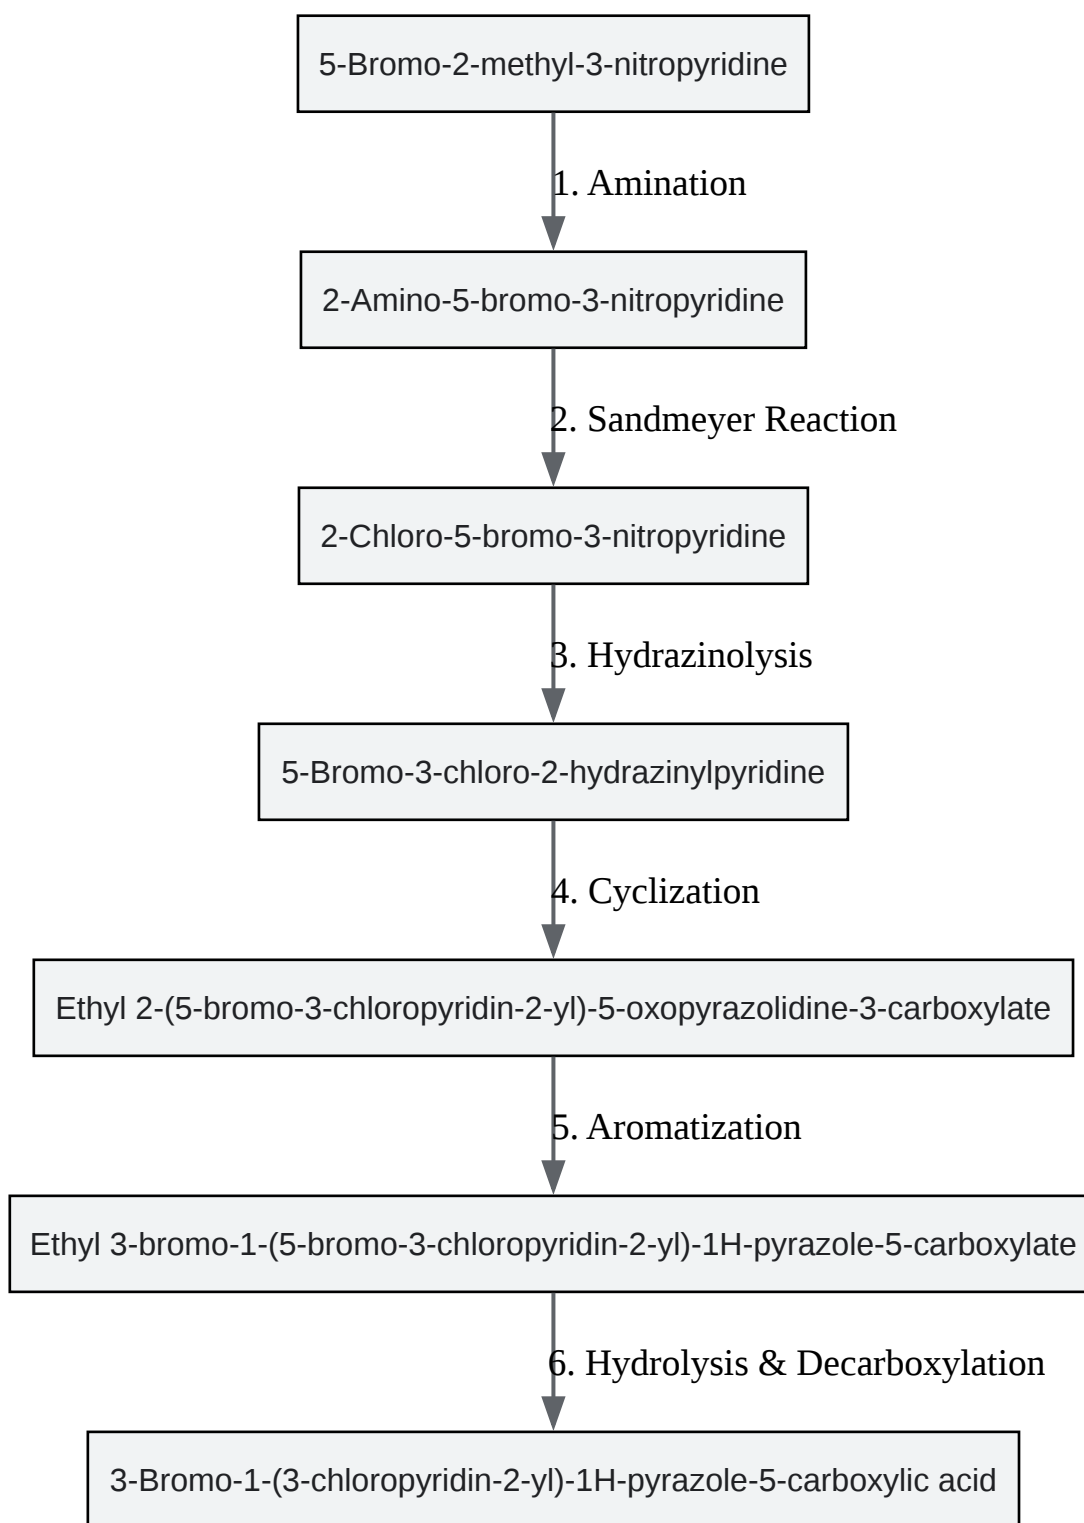 5-Bromo-2-methyl-3-nitropyridine
1. Amination
2-Amino-5-bromo-3-nitropyridine
2. Sandmeyer Reaction
2-Chloro-5-bromo-3-nitropyridine
3. Hydrazinolysis
5-Bromo-3-chloro-2-hydrazinylpyridine
4. Cyclization
Ethyl 2-(5-bromo-3-chloropyridin-2-yl)-5-oxopyrazolidine-3-carboxylate
5. Aromatization
Ethyl 3-bromo-1-(5-bromo-3-chloropyridin-2-yl)-1H-pyrazole-5-carboxylate
6. Hydrolysis & Decarboxylation
3-Bromo-1-(3-chloropyridin-2-yl)-1H-pyrazole-5-carboxylic acid